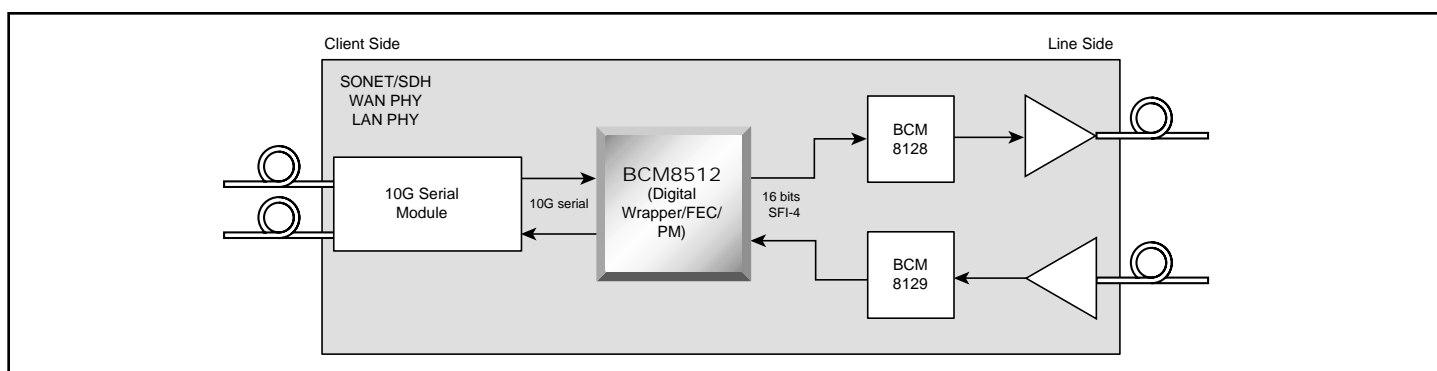 Client Side
Line Side
SONET/SDH
WAN PHY
LAN PHY
10G Serial
Module
10G serial
BCM8512
(Digital
Wrapper/FEC/
PM)
16 bits
SFI-4
BCM
8128
BCM
8129